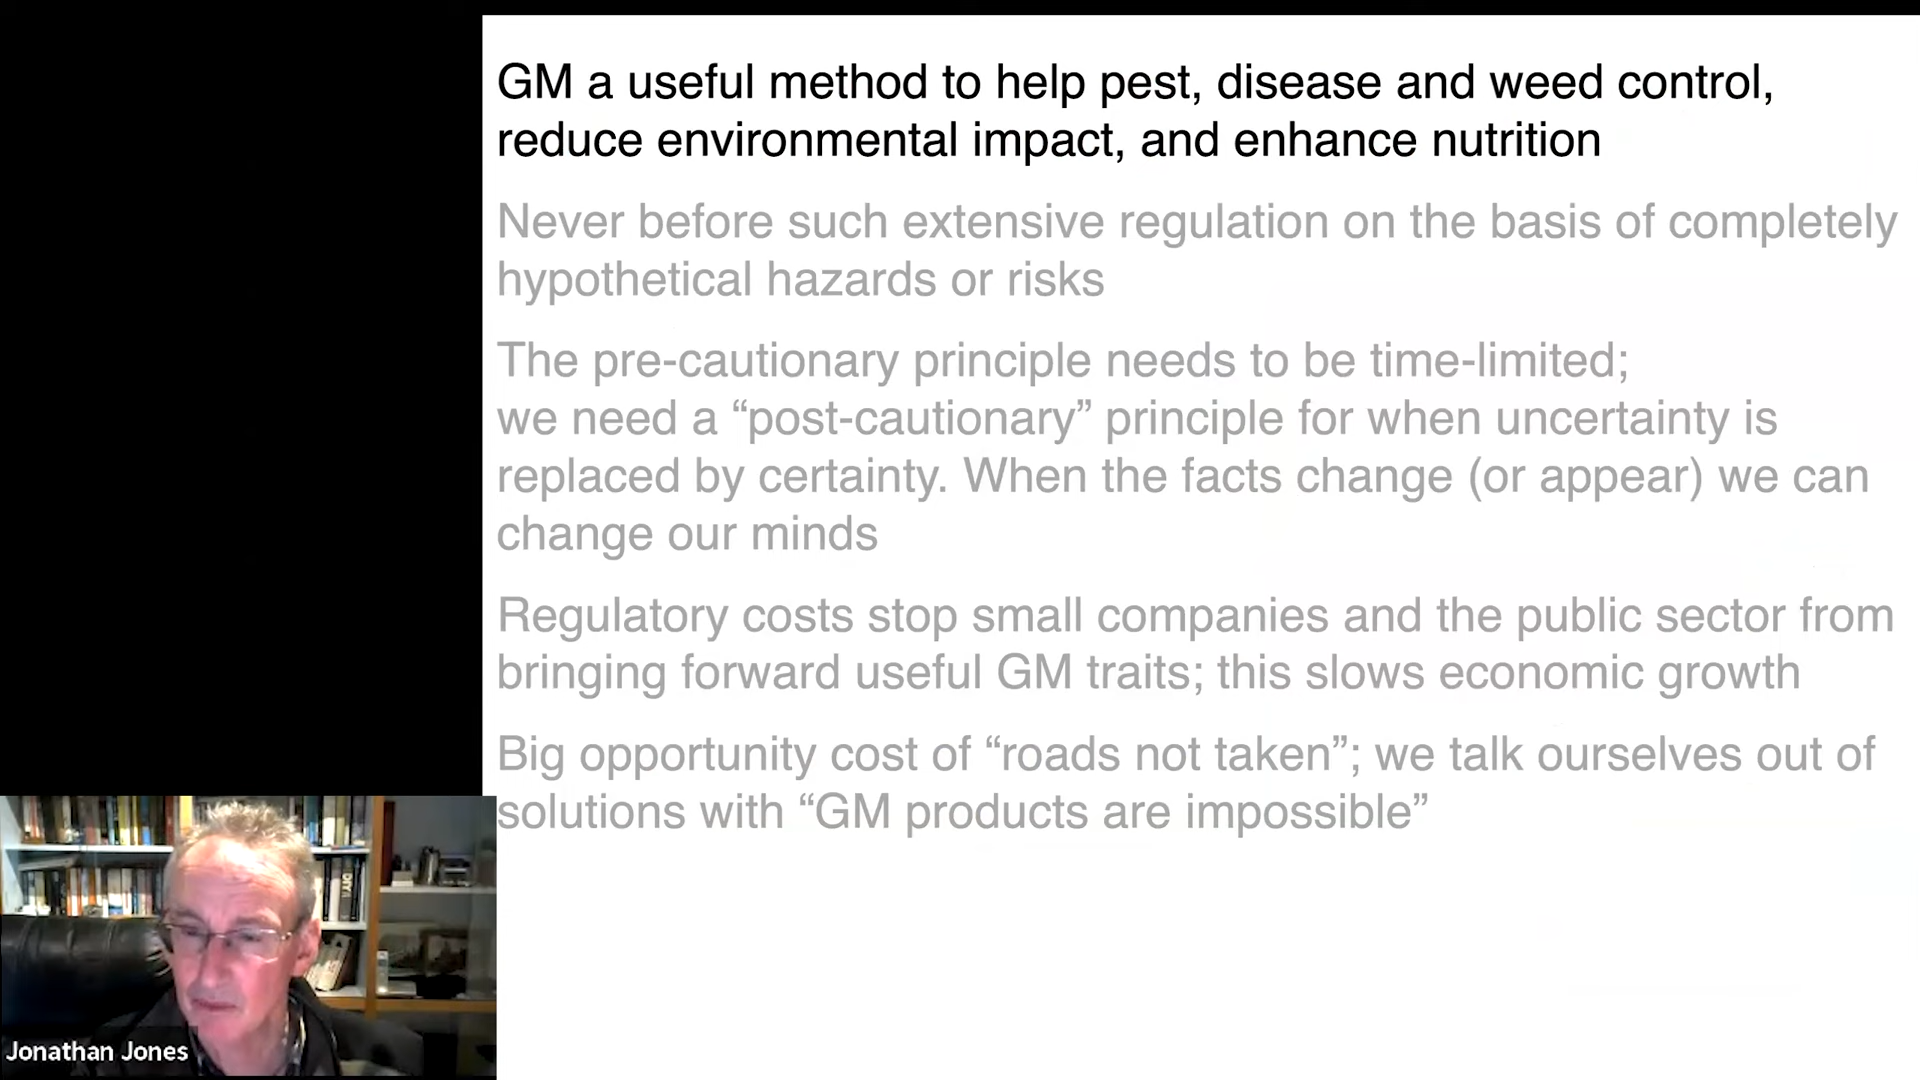 GM a useful method to help pest, disease and weed control,
reduce environmental impact, and enhance nutrition
Never before such extensive regulation on the basis of completely
hypothetical hazards or risks
The pre-cautionary principle needs to be time-limited;
we need a “post-cautionary” principle for when uncertainty is
replaced by certainty. When the facts change (or appear) we can
change our minds
Regulatory costs stop small companies and the public sector from
bringing forward useful GM traits; this slows economic growth
Big opportunity cost of “roads not taken”; we talk ourselves out of
solutions with “GM products are impossible”
Jonathan Jones